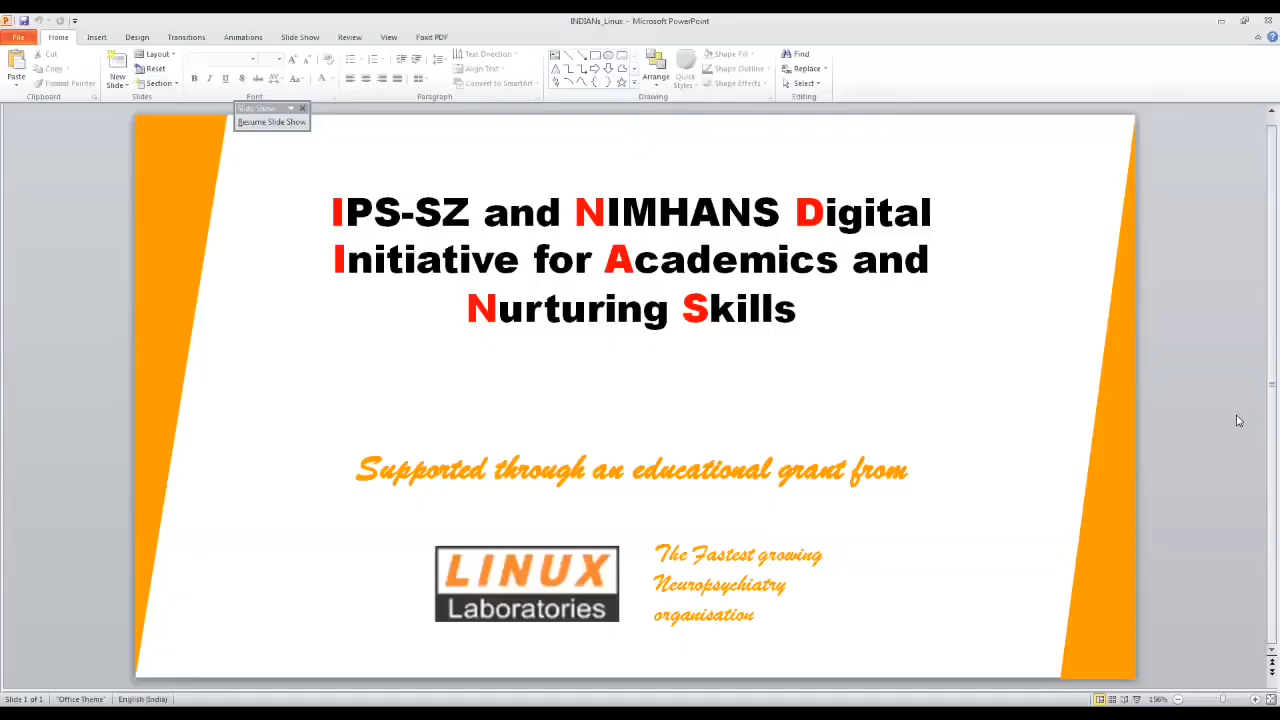 INDIANs_Linux - Microsoft PowerPoint
File Home Insert Design Transitions Animations Slide Show Review View Foxit PDF
Paste
Cut
Copy
Format Painter
Clipboard
New Slide
Layout
Reset
Section
Slides
Font
Text Direction
Align Text
Convert to SmartArt
Paragraph
Arrange
Quick Styles
Shape Fill
Shape Outline
Shape Effects
Drawing
Find
Replace
Select
Editing
Slide Show
Resume Slide Show
IPS-SZ and NIMHANS Digital
Initiative for Academics and
Nurturing Skills
Supported through an educational grant from
LINUX
Laboratories
The Fastest growing
Neuropsychiatry
organisation
Slide 1 of 1 "Office Theme" English (India) 156%